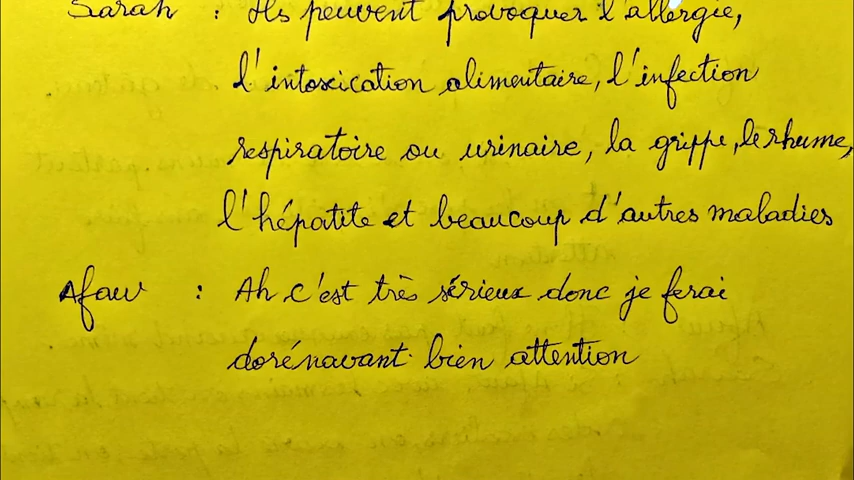 Sarah : Ils peuvent provoquer l'allergie,
l'intoxication alimentaire, l'infection
respiratoire ou urinaire, la grippe, le rhume,
l'hépatite et beaucoup d'autres maladies
Afaw : Ah c'est très sérieux donc je ferai
dorénavant bien attention